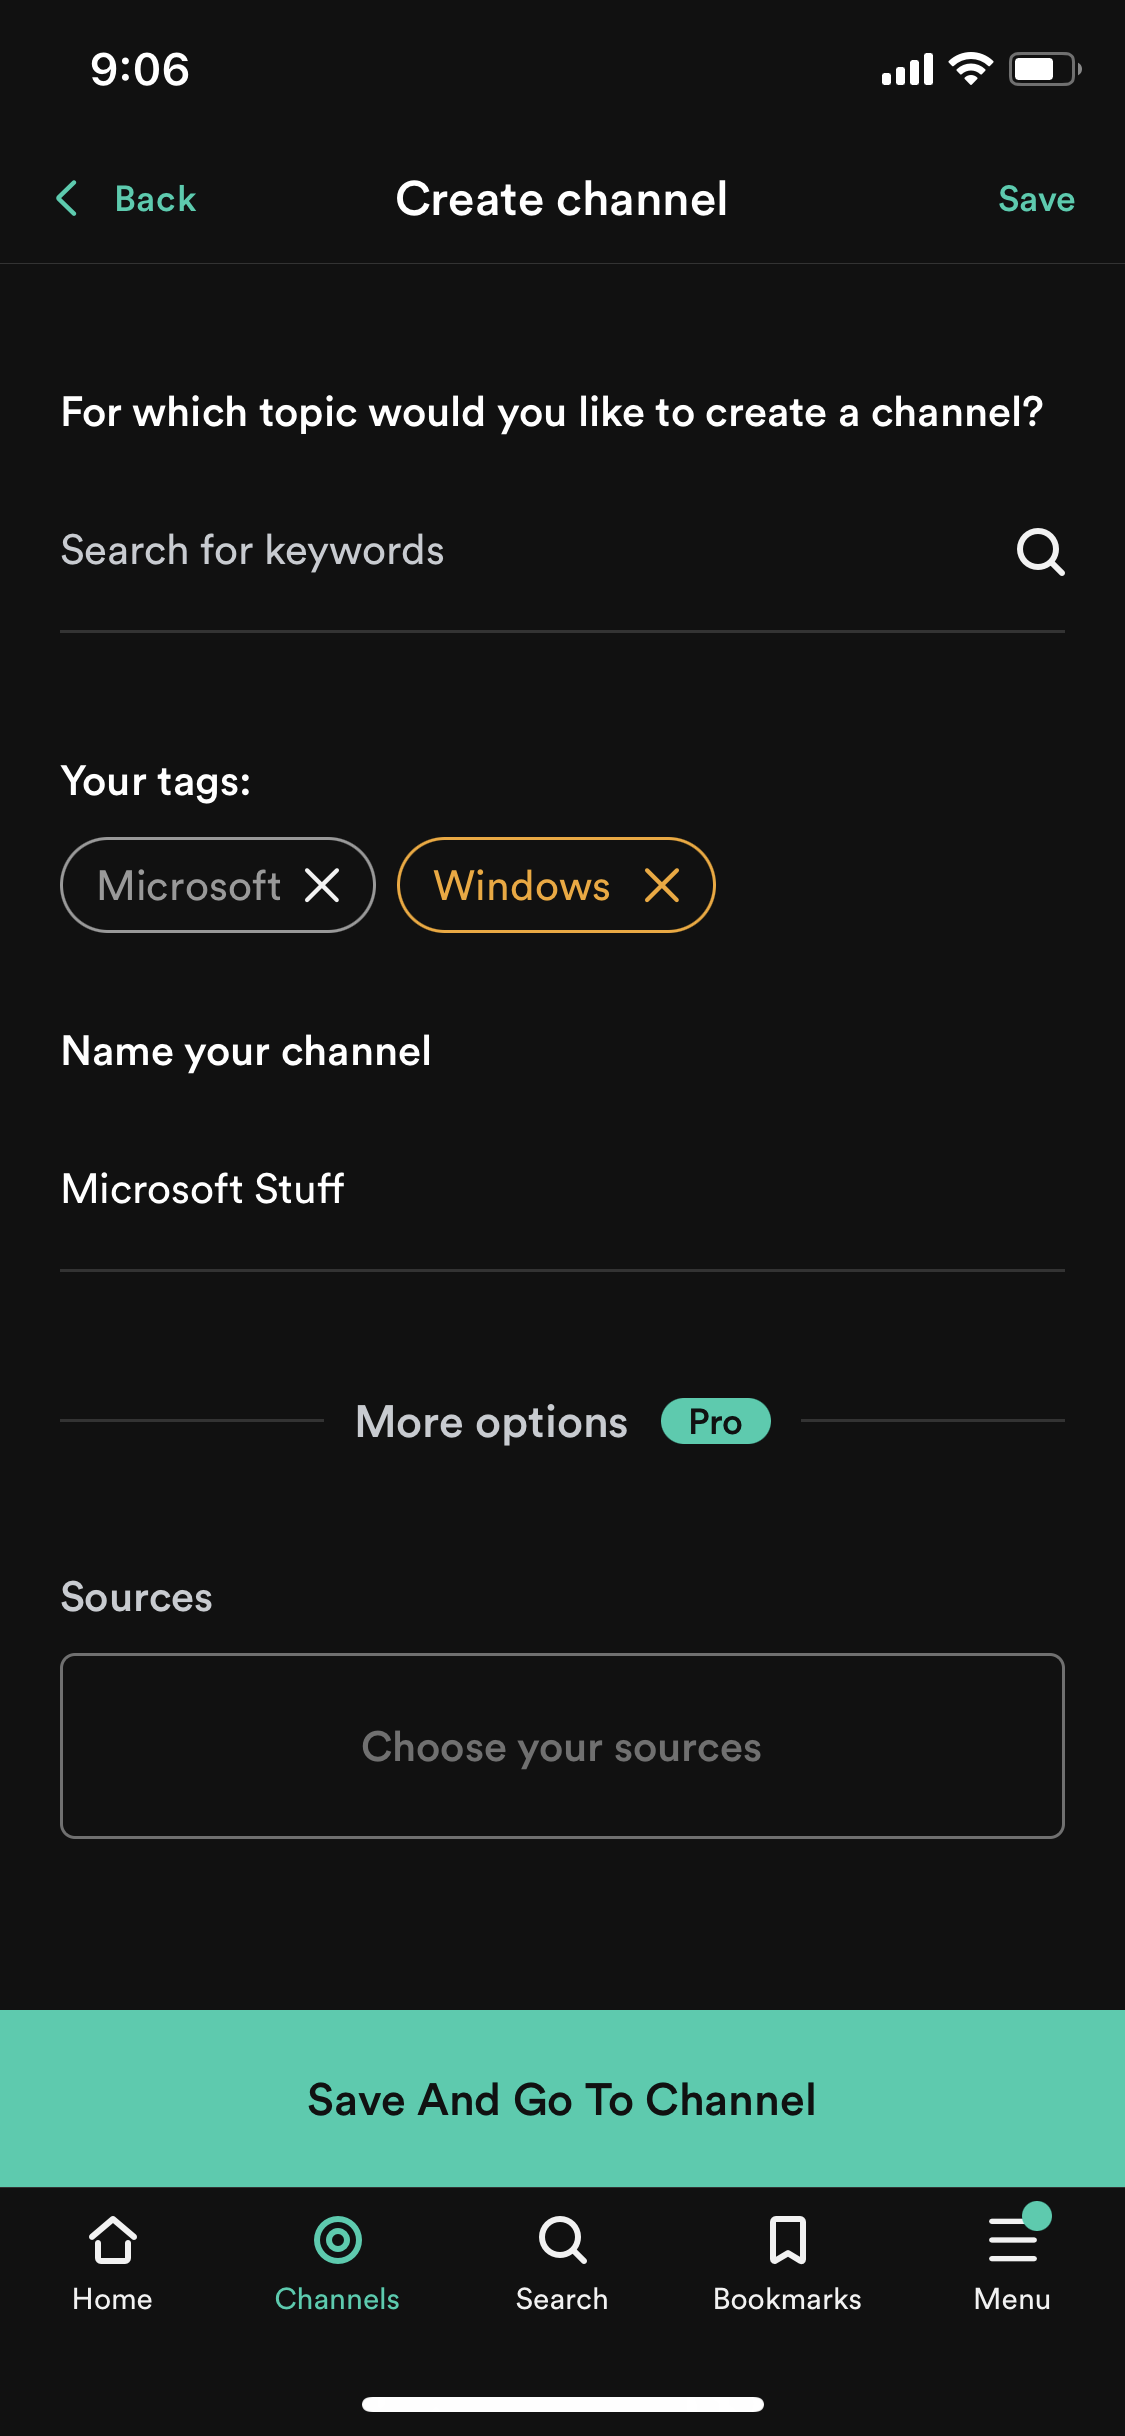 9:06
Back
Create channel
Save
For which topic would you like to create a channel?
Search for keywords
Your tags:
Microsoft
Windows
Name your channel
Microsoft Stuff
More options
Pro
Sources
Choose your sources
Save And Go To Channel
Home
Channels
Search
Bookmarks
Menu